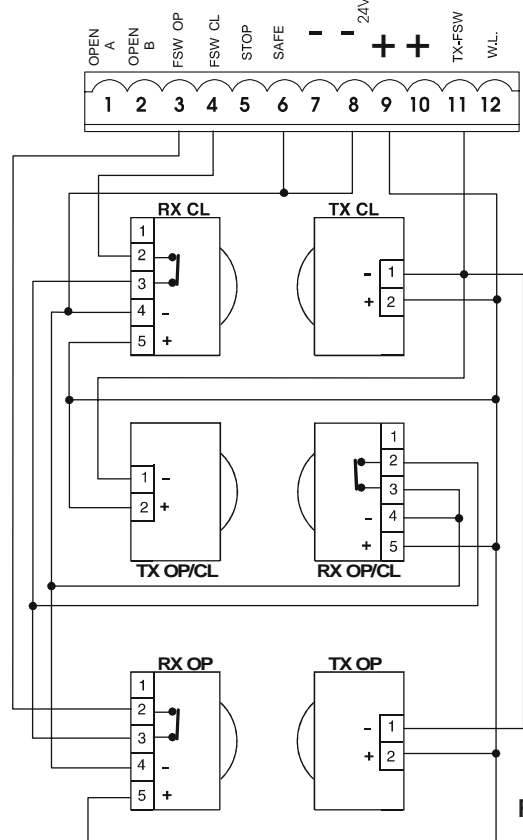 OPEN A
OPEN B
FSW OP
FSW CL
STOP
SAFE
-
-
24V
+
+
TX-FSW
W.L.
1 2 3 4 5 6 7 8 9 10 11 12
RX CL
1
2
3
4 -
5 +
TX CL
- 1
+ 2
1 -
2 +
TX OP/CL
1
2
3
- 4
+ 5
RX OP/CL
RX OP
1
2
3
4 -
5 +
TX OP
- 1
+ 2